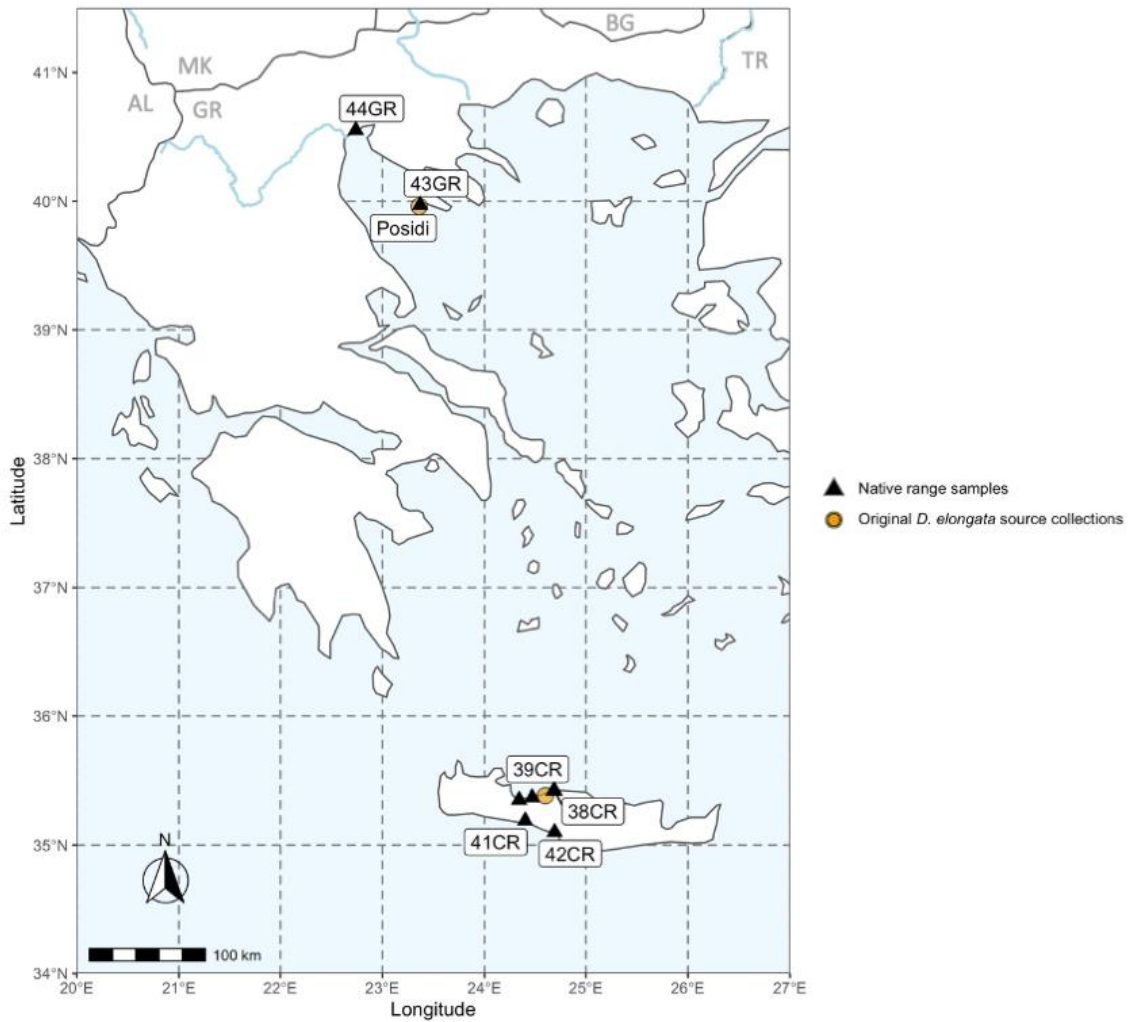 BG
MK
TR
41°N
AL
GR
44GR
43GR
40°N
Posidi
39°N
38°N
Latitude
Native range samples
Original D. elongata source collections
37°N
36°N
39CR
38CR
41CR
42CR
35°N
N
100 km
34°N
20°E 21°E 22°E 23°E 24°E 25°E 26°E 27°E
Longitude